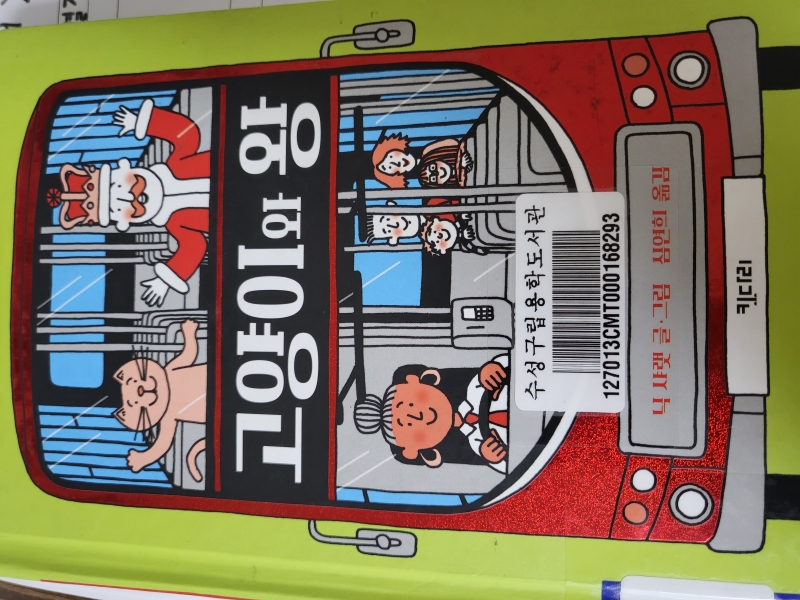 고양이와 왕
수성구립용학도서관
127013CMT000168293
닉 샤랫 글·그림 심연희 옮김
키다리